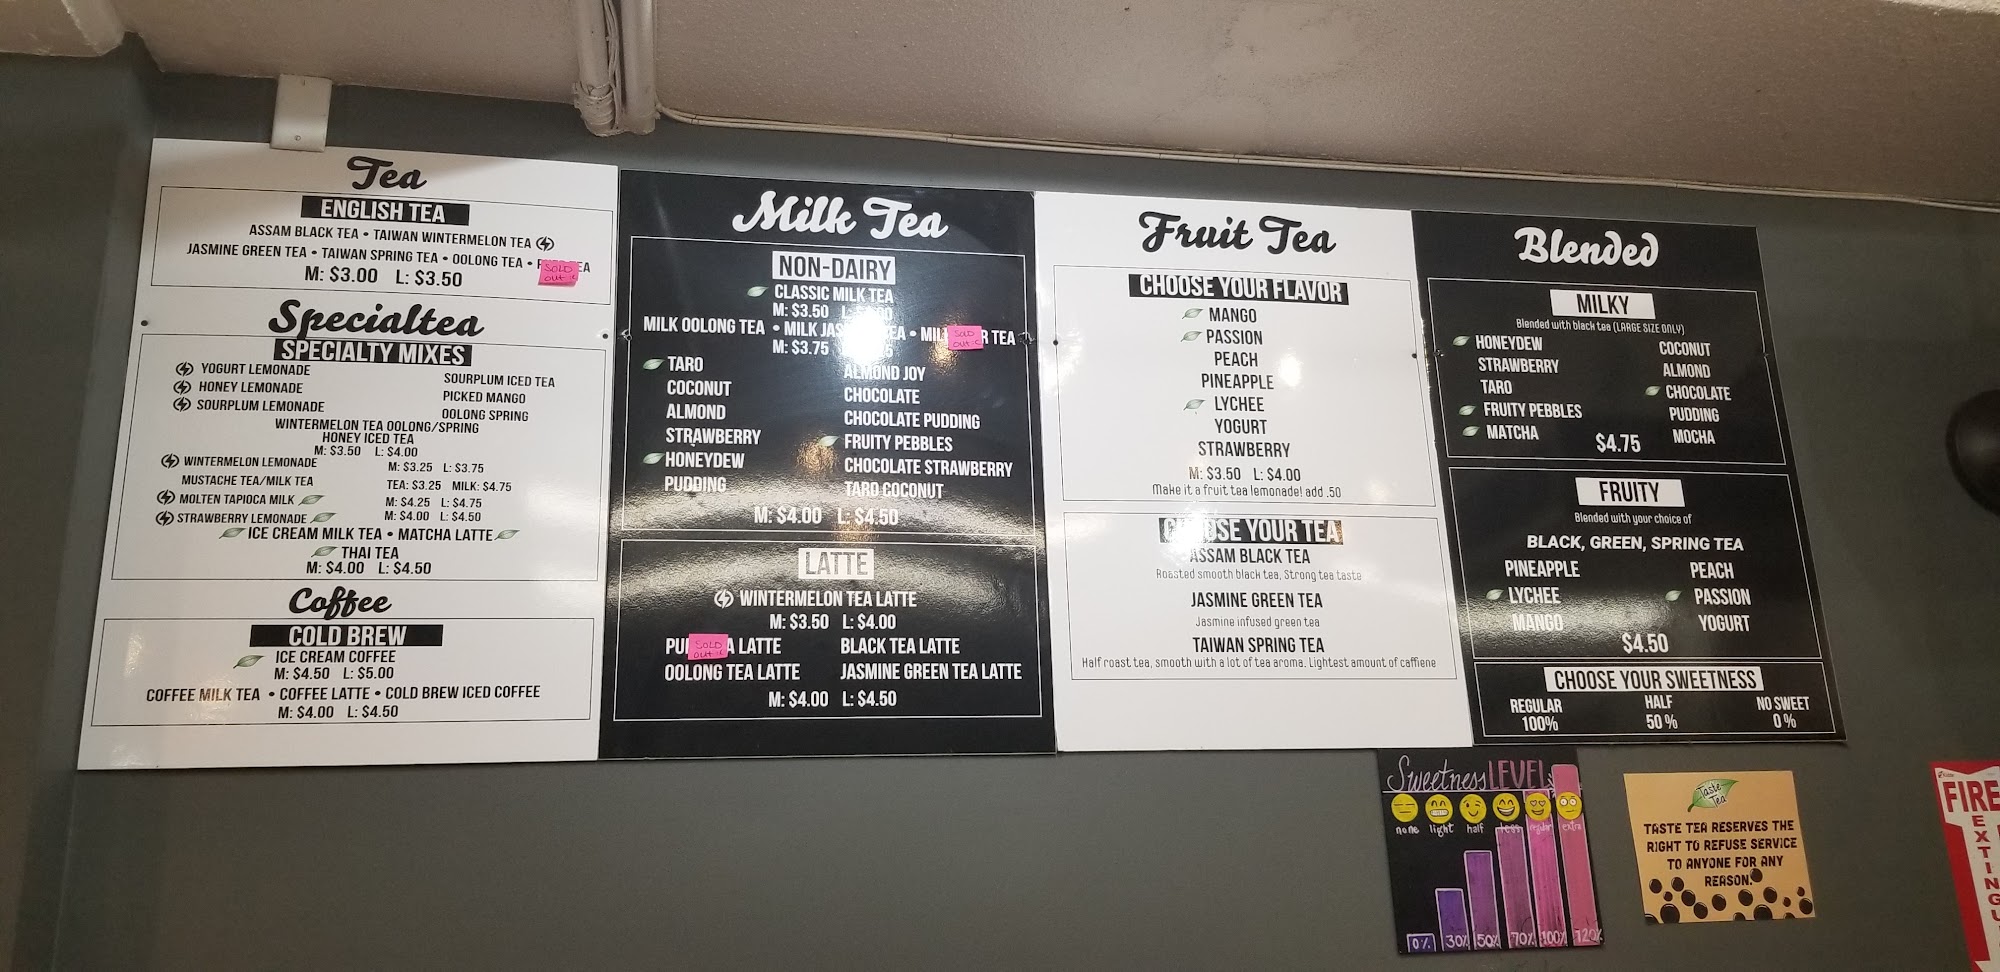 Tea
ENGLISH TEA
ASSAM BLACK TEA • TAIWAN WINTERMELON TEA
JASMINE GREEN TEA • TAIWAN SPRING TEA • OOLONG TEA •
SOLD
out :(
M: $3.00 L: $3.50
Specialtea
SPECIALTY MIXES
YOGURT LEMONADE
HONEY LEMONADE
SOURPLUM LEMONADE
SOURPLUM ICED TEA
PICKED MANGO
OOLONG SPRING
WINTERMELON TEA OOLONG/SPRING
HONEY ICED TEA
M: $3.50 L: $4.00
WINTERMELON LEMONADE M: $3.25 L: $3.75
MUSTACHE TEA/MILK TEA TEA: $3.25 MILK: $4.75
MOLTEN TAPIOCA MILK M: $4.25 L: $4.75
STRAWBERRY LEMONADE M: $4.00 L: $4.50
ICE CREAM MILK TEA • MATCHA LATTE
THAI TEA
M: $4.00 L: $4.50
Coffee
COLD BREW
ICE CREAM COFFEE
M: $4.50 L: $5.00
COFFEE MILK TEA • COFFEE LATTE • COLD BREW ICED COFFEE
M: $4.00 L: $4.50
Milk Tea
NON-DAIRY
CLASSIC MILK TEA
M: $3.50
MILK OOLONG TEA • MILK TEA • TEA
SOLD
out :(
M: $3.75
TARO
COCONUT
ALMOND
STRAWBERRY
HONEYDEW
PUDDING
ALMOND JOY
CHOCOLATE
CHOCOLATE PUDDING
FRUITY PEBBLES
CHOCOLATE STRAWBERRY
TARO COCONUT
M: $4.00 L: $4.50
LATTE
WINTERMELON TEA LATTE
M: $3.50 L: $4.00
LATTE BLACK TEA LATTE
SOLD
out :(
OOLONG TEA LATTE JASMINE GREEN TEA LATTE
M: $4.00 L: $4.50
Fruit Tea
CHOOSE YOUR FLAVOR
MANGO
PASSION
PEACH
PINEAPPLE
LYCHEE
YOGURT
STRAWBERRY
M: $3.50 L: $4.00
Make it a fruit tea lemonade! add .50
CHOOSE YOUR TEA
ASSAM BLACK TEA
Roasted smooth black tea, Strong tea taste
JASMINE GREEN TEA
Jasmine infused green tea
TAIWAN SPRING TEA
Half roast tea, smooth with a lot of tea aroma. Lightest amount of caffiene
Blended
MILKY
Blended with black tea (LARGE SIZE ONLY)
HONEYDEW
STRAWBERRY
TARO
FRUITY PEBBLES
MATCHA
COCONUT
ALMOND
CHOCOLATE
PUDDING
MOCHA
$4.75
FRUITY
Blended with your choice of
BLACK, GREEN, SPRING TEA
PINEAPPLE
LYCHEE
MANGO
PEACH
PASSION
YOGURT
$4.50
CHOOSE YOUR SWEETNESS
REGULAR HALF NO SWEET
100% 50% 0%
Sweetness LEVEL
none light half less regular extra
0% 30% 50% 70% 100% 120%
Taste
Tea
TASTE TEA RESERVES THE
RIGHT TO REFUSE SERVICE
TO ANYONE FOR ANY
REASON.
FIRE